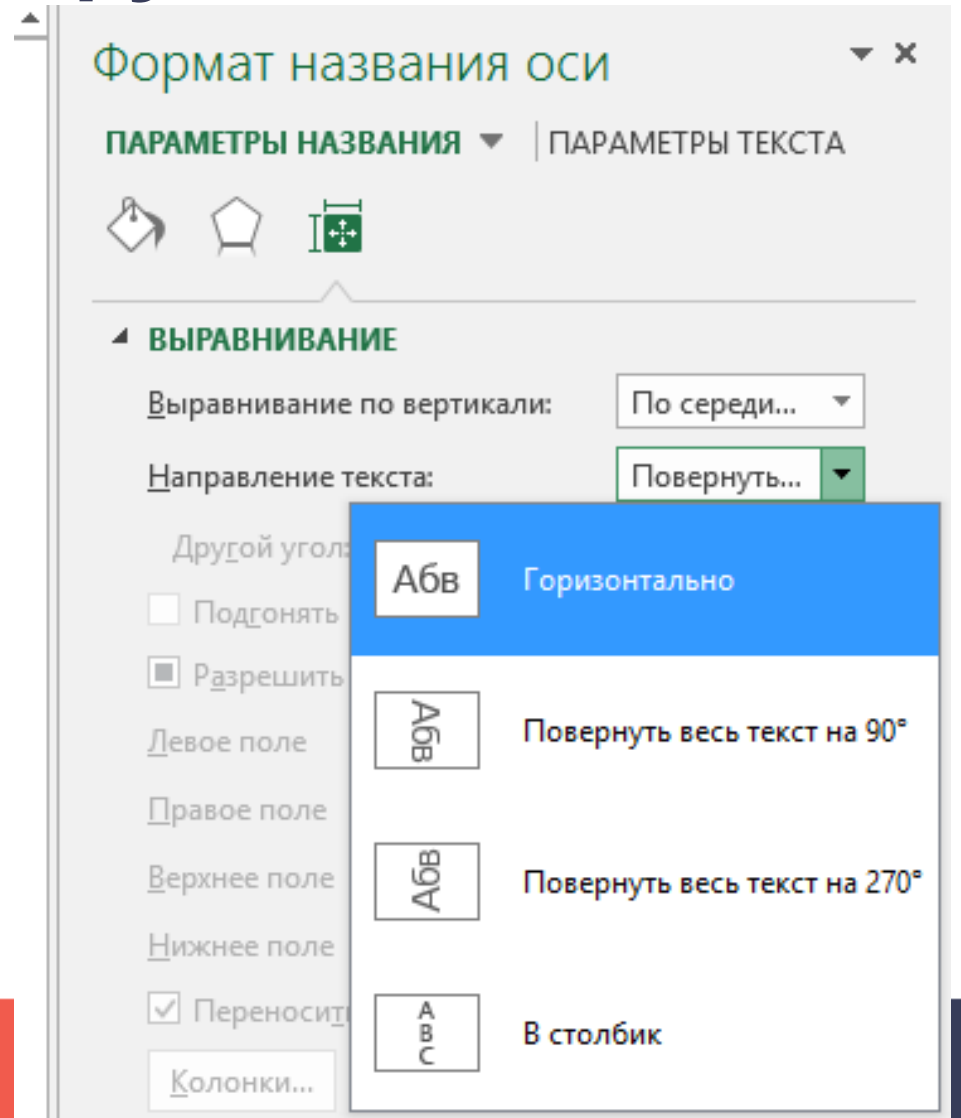 Формат названия оси
ПАРАМЕТРЫ НАЗВАНИЯ ПАРАМЕТРЫ ТЕКСТА
ВЫРАВНИВАНИЕ
Выравнивание по вертикали: По середи...
Направление текста: Повернуть...
Другой угол:
Абв Горизонтально
Подгонять
Разрешить
Абв Повернуть весь текст на 90°
Левое поле
Правое поле
Верхнее поле
Абв Повернуть весь текст на 270°
Нижнее поле
Переносить
A
B
C
В столбик
Колонки...